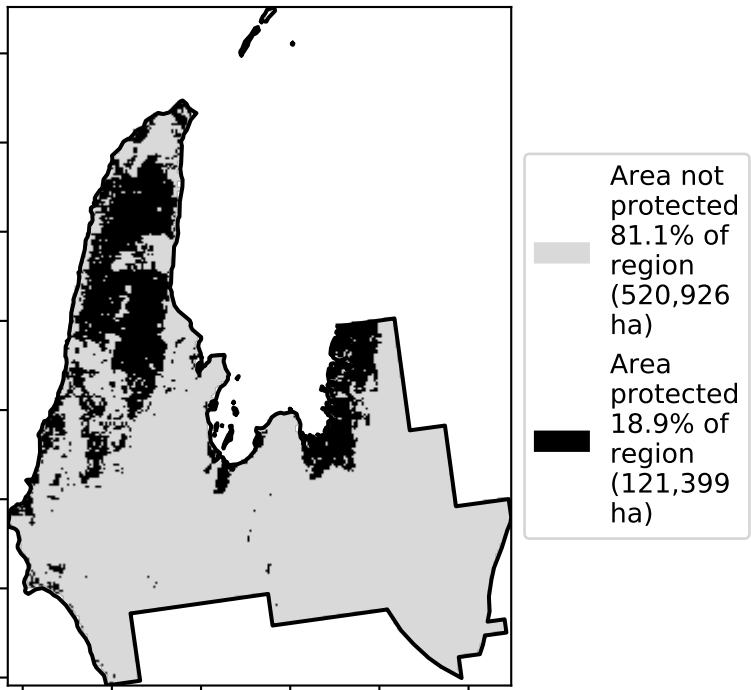 Area not
protected
81.1% of
region
(520,926
ha)
Area
protected
18.9% of
region
(121,399
ha)